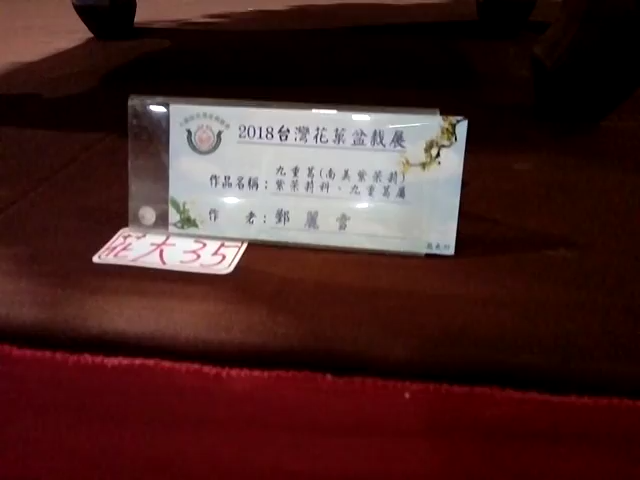 2018台灣花菓盆栽展
作品名稱：九重葛(南美紫茉莉)
紫茉莉科、九重葛屬
作 者：鄧麗雪
花大35